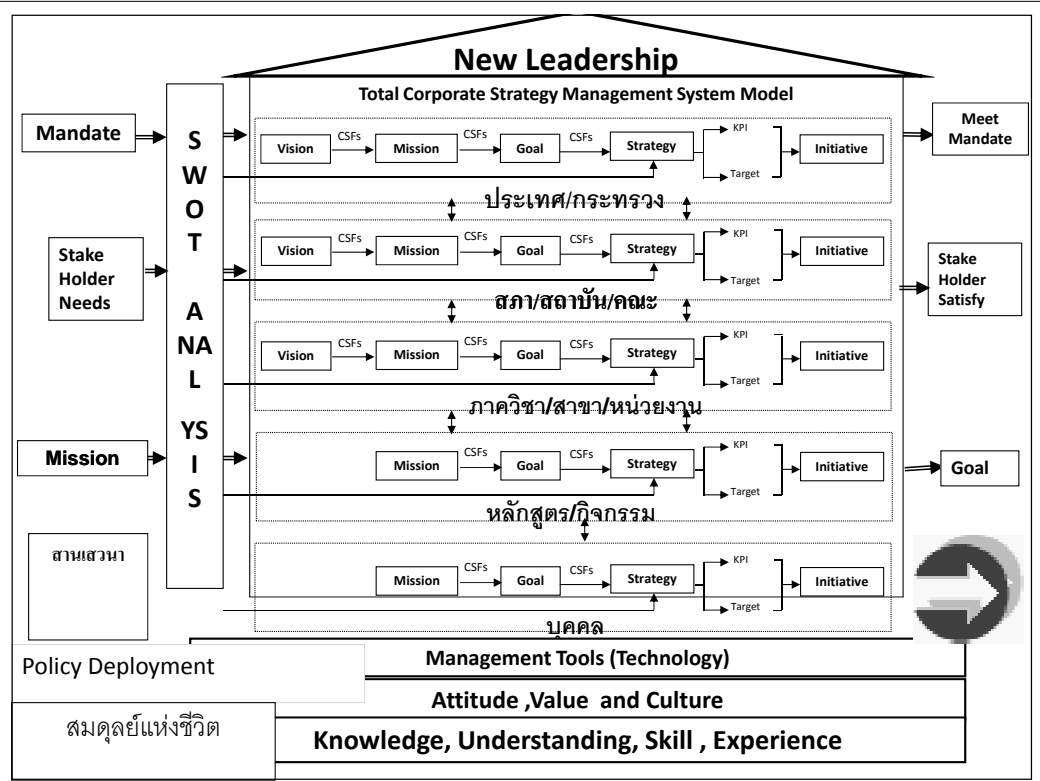 New Leadership
Total Corporate Strategy Management System Model
Mandate
Stake
Holder
Needs
Mission
S
W
O
T
A
NA
L
YS
I
S
Vision CSFs Mission CSFs Goal CSFs Strategy KPI Target Initiative
ประเทศ/กระทรวง
Vision CSFs Mission CSFs Goal CSFs Strategy KPI Target Initiative
สภา/สถาบัน/คณะ
Vision CSFs Mission CSFs Goal CSFs Strategy KPI Target Initiative
ภาควิชา/สาขา/หน่วยงาน
Mission CSFs Goal CSFs Strategy KPI Target Initiative
หลักสูตร/กิจกรรม
Mission CSFs Goal CSFs Strategy KPI Target Initiative
บุคคล
Meet
Mandate
Stake
Holder
Satisfy
Goal
สานเสวนา
Management Tools (Technology)
Policy Deployment
Attitude ,Value and Culture
สมดุลย์แห่งชีวิต
Knowledge, Understanding, Skill , Experience